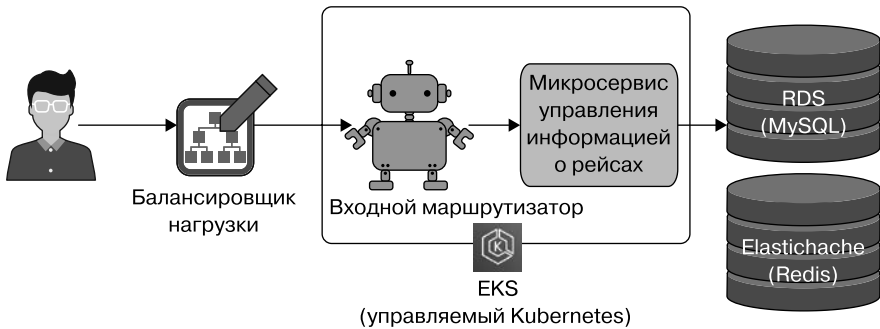 Балансировщик
нагрузки
Входной маршрутизатор
Микросервис
управления
информацией
о рейсах
K
EKS
(управляемый Kubernetes)
RDS
(MySQL)
Elastichache
(Redis)